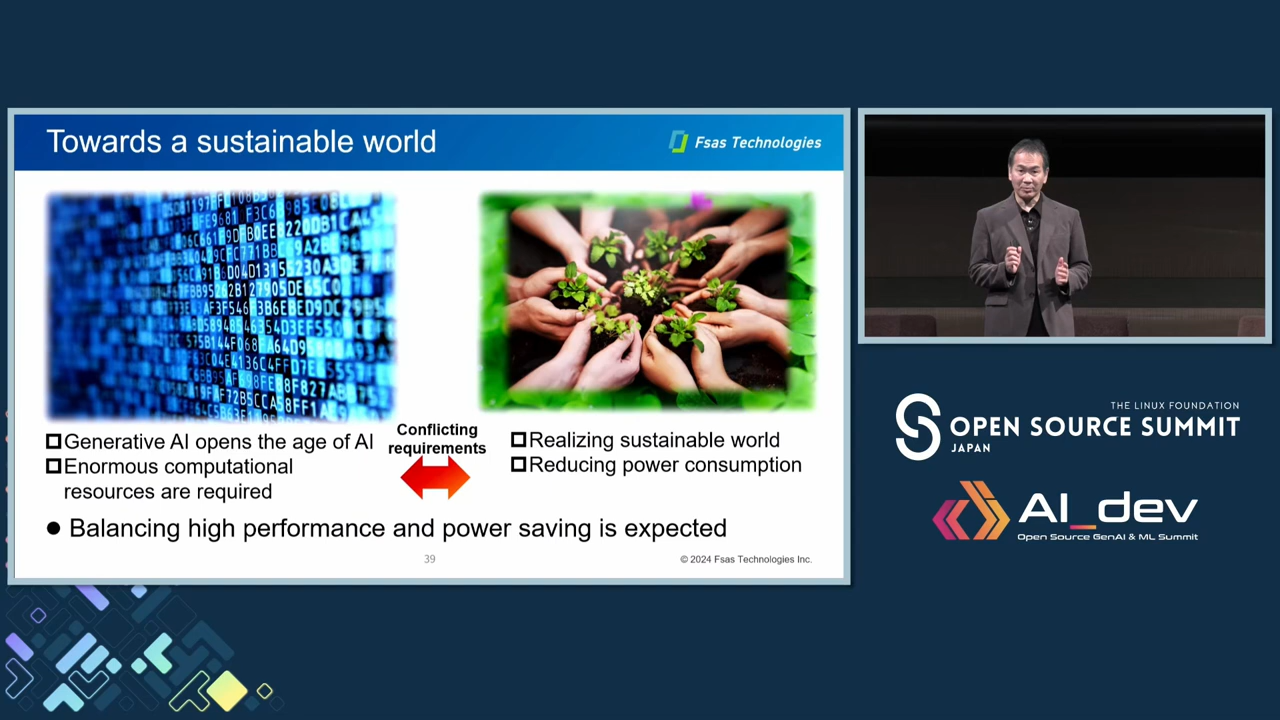 Towards a sustainable world
Fsas Technologies
Generative AI opens the age of AI
Enormous computational
resources are required
Conflicting
requirements
Realizing sustainable world
Reducing power consumption
Balancing high performance and power saving is expected
39
© 2024 Fsas Technologies Inc.
THE LINUX FOUNDATION
OPEN SOURCE SUMMIT
JAPAN
AI_dev
Open Source GenAI & ML Summit